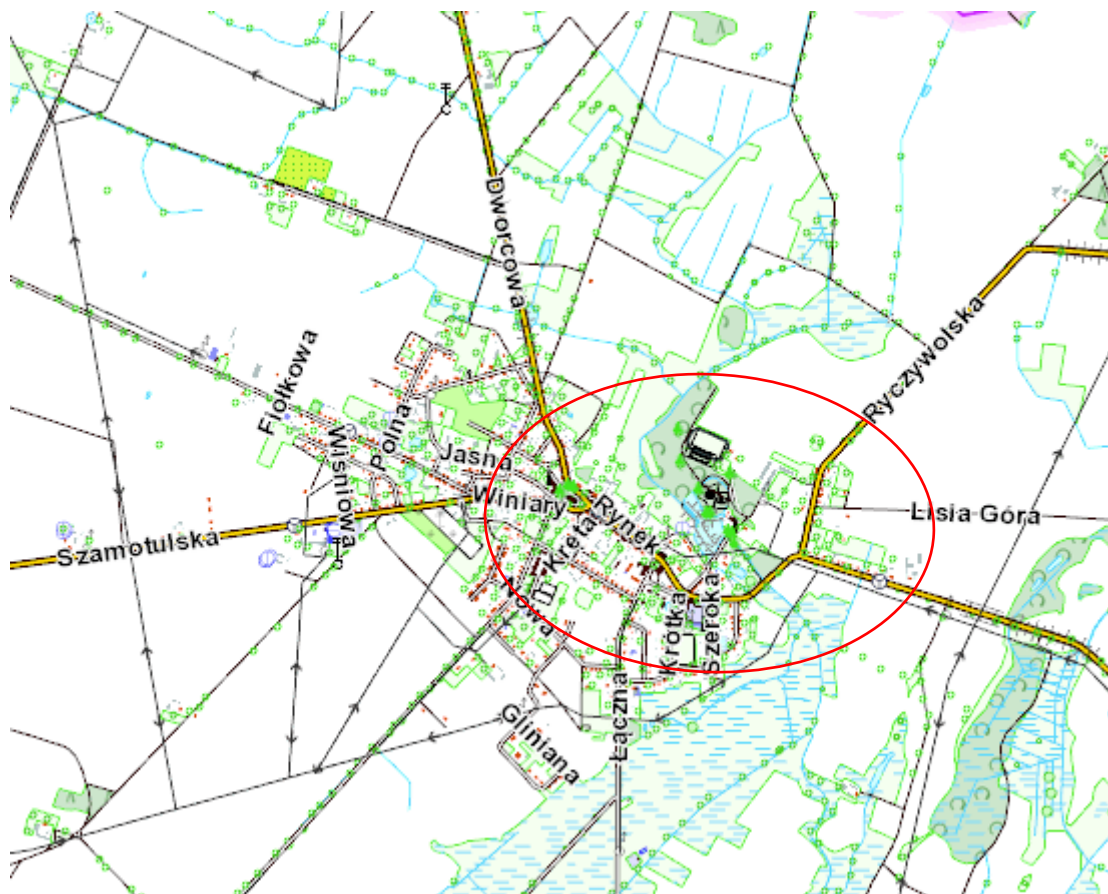 Dworcowa
Ryczywolska
Fiołkowa
Polna
Wiśniowa
Jasna
Winiary
Rynek
Kręta
Lisia Góra
Szamotulska
Nowa
m
Krótka
Szeroka
Łączna
Gliniana